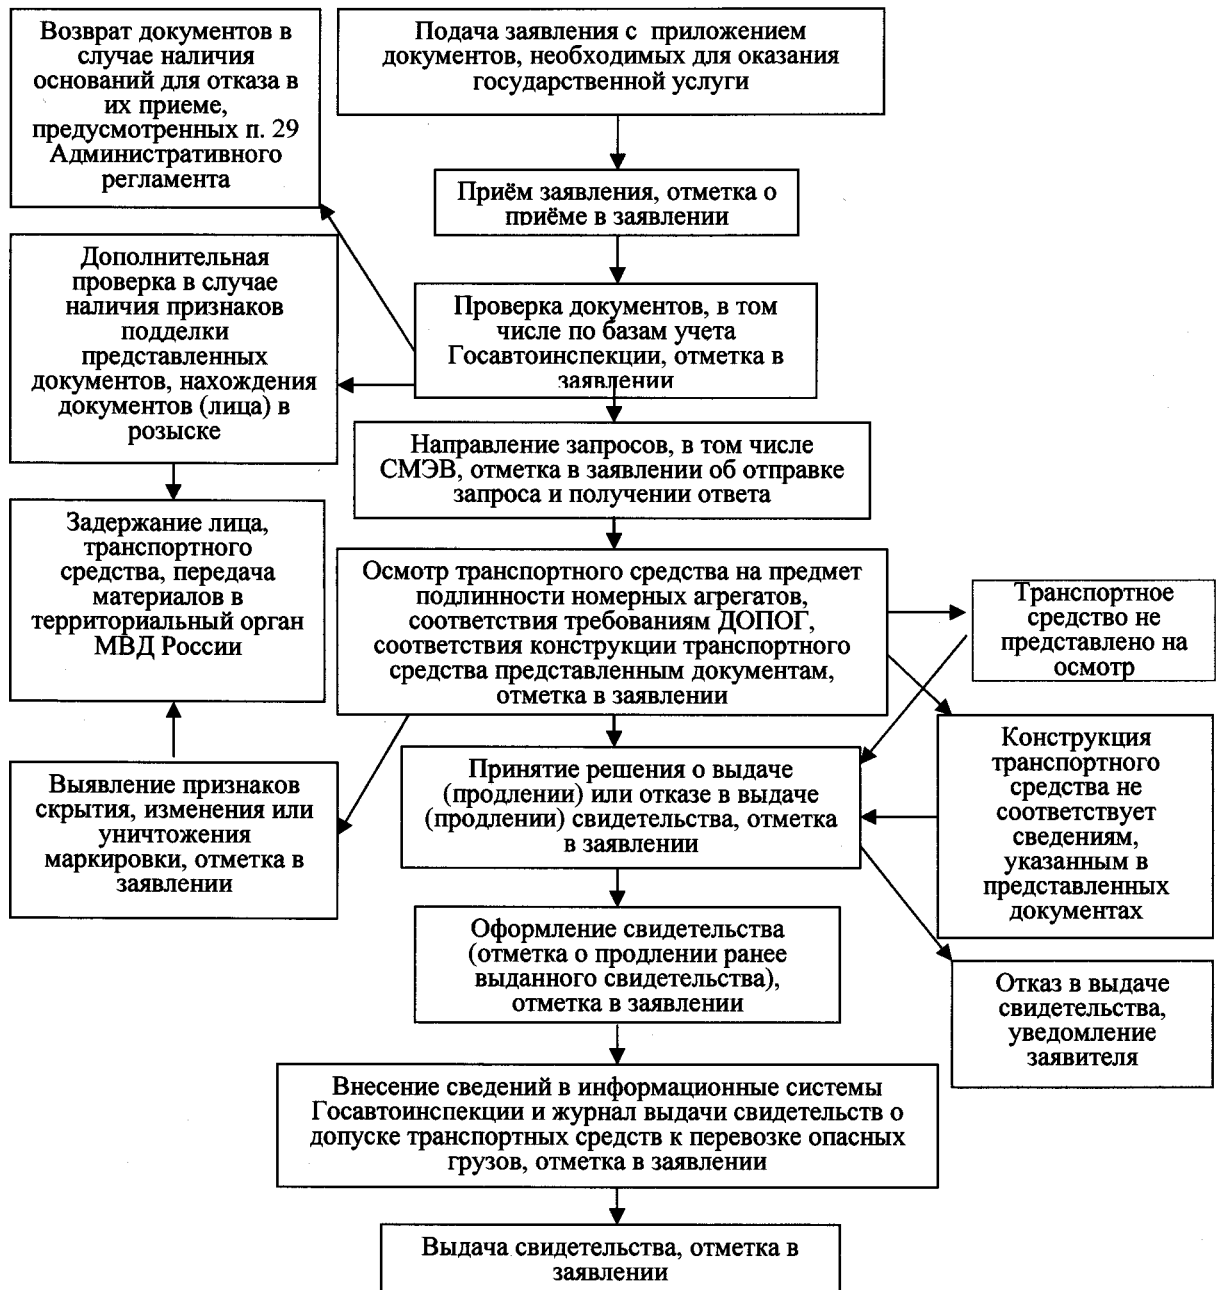 Возврат документов в
случае наличия
оснований для отказа в
их приеме,
предусмотренных п. 29
Административного
регламента
Подача заявления с приложением
документов, необходимых для оказания
государственной услуги
Приём заявления, отметка о
приёме в заявлении
Дополнительная
проверка в случае
наличия признаков
подделки
представленных
документов, нахождения
документов (лица) в
розыске
Проверка документов, в том
числе по базам учета
Госавтоинспекции, отметка в
заявлении
Направление запросов, в том числе
СМЭВ, отметка в заявлении об отправке
запроса и получении ответа
Задержание лица,
транспортного
средства, передача
материалов в
территориальный орган
МВД России
Осмотр транспортного средства на предмет
подлинности номерных агрегатов,
соответствия требованиям ДОПОГ,
соответствия конструкции транспортного
средства представленным документам,
отметка в заявлении
Транспортное
средство не
представлено на
осмотр
Выявление признаков
скрытия, изменения или
уничтожения
маркировки, отметка в
заявлении
Принятие решения о выдаче
(продлении) или отказе в выдаче
(продлении) свидетельства, отметка
в заявлении
Конструкция
транспортного
средства не
соответствует
сведениям,
указанным в
представленных
документах
Оформление свидетельства
(отметка о продлении ранее
выданного свидетельства),
отметка в заявлении
Отказ в выдаче
свидетельства,
уведомление
заявителя
Внесение сведений в информационные системы
Госавтоинспекции и журнал выдачи свидетельств о
допуске транспортных средств к перевозке опасных
грузов, отметка в заявлении
Выдача свидетельства, отметка в
заявлении